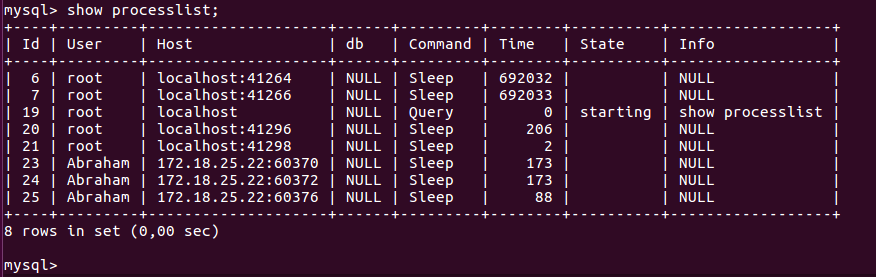 mysql> show processlist;
+----+---------+--------------------+------+---------+--------+----------+------------------+
| Id | User    | Host               | db   | Command | Time   | State    | Info             |
+----+---------+--------------------+------+---------+--------+----------+------------------+
|  6 | root    | localhost:41264    | NULL | Sleep   | 692032 |          | NULL             |
|  7 | root    | localhost:41266    | NULL | Sleep   | 692033 |          | NULL             |
| 19 | root    | localhost          | NULL | Query   |      0 | starting | show processlist |
| 20 | root    | localhost:41296    | NULL | Sleep   |    206 |          | NULL             |
| 21 | root    | localhost:41298    | NULL | Sleep   |      2 |          | NULL             |
| 23 | Abraham | 172.18.25.22:60370 | NULL | Sleep   |    173 |          | NULL             |
| 24 | Abraham | 172.18.25.22:60372 | NULL | Sleep   |    173 |          | NULL             |
| 25 | Abraham | 172.18.25.22:60376 | NULL | Sleep   |     88 |          | NULL             |
+----+---------+--------------------+------+---------+--------+----------+------------------+
8 rows in set (0,00 sec)
mysql>